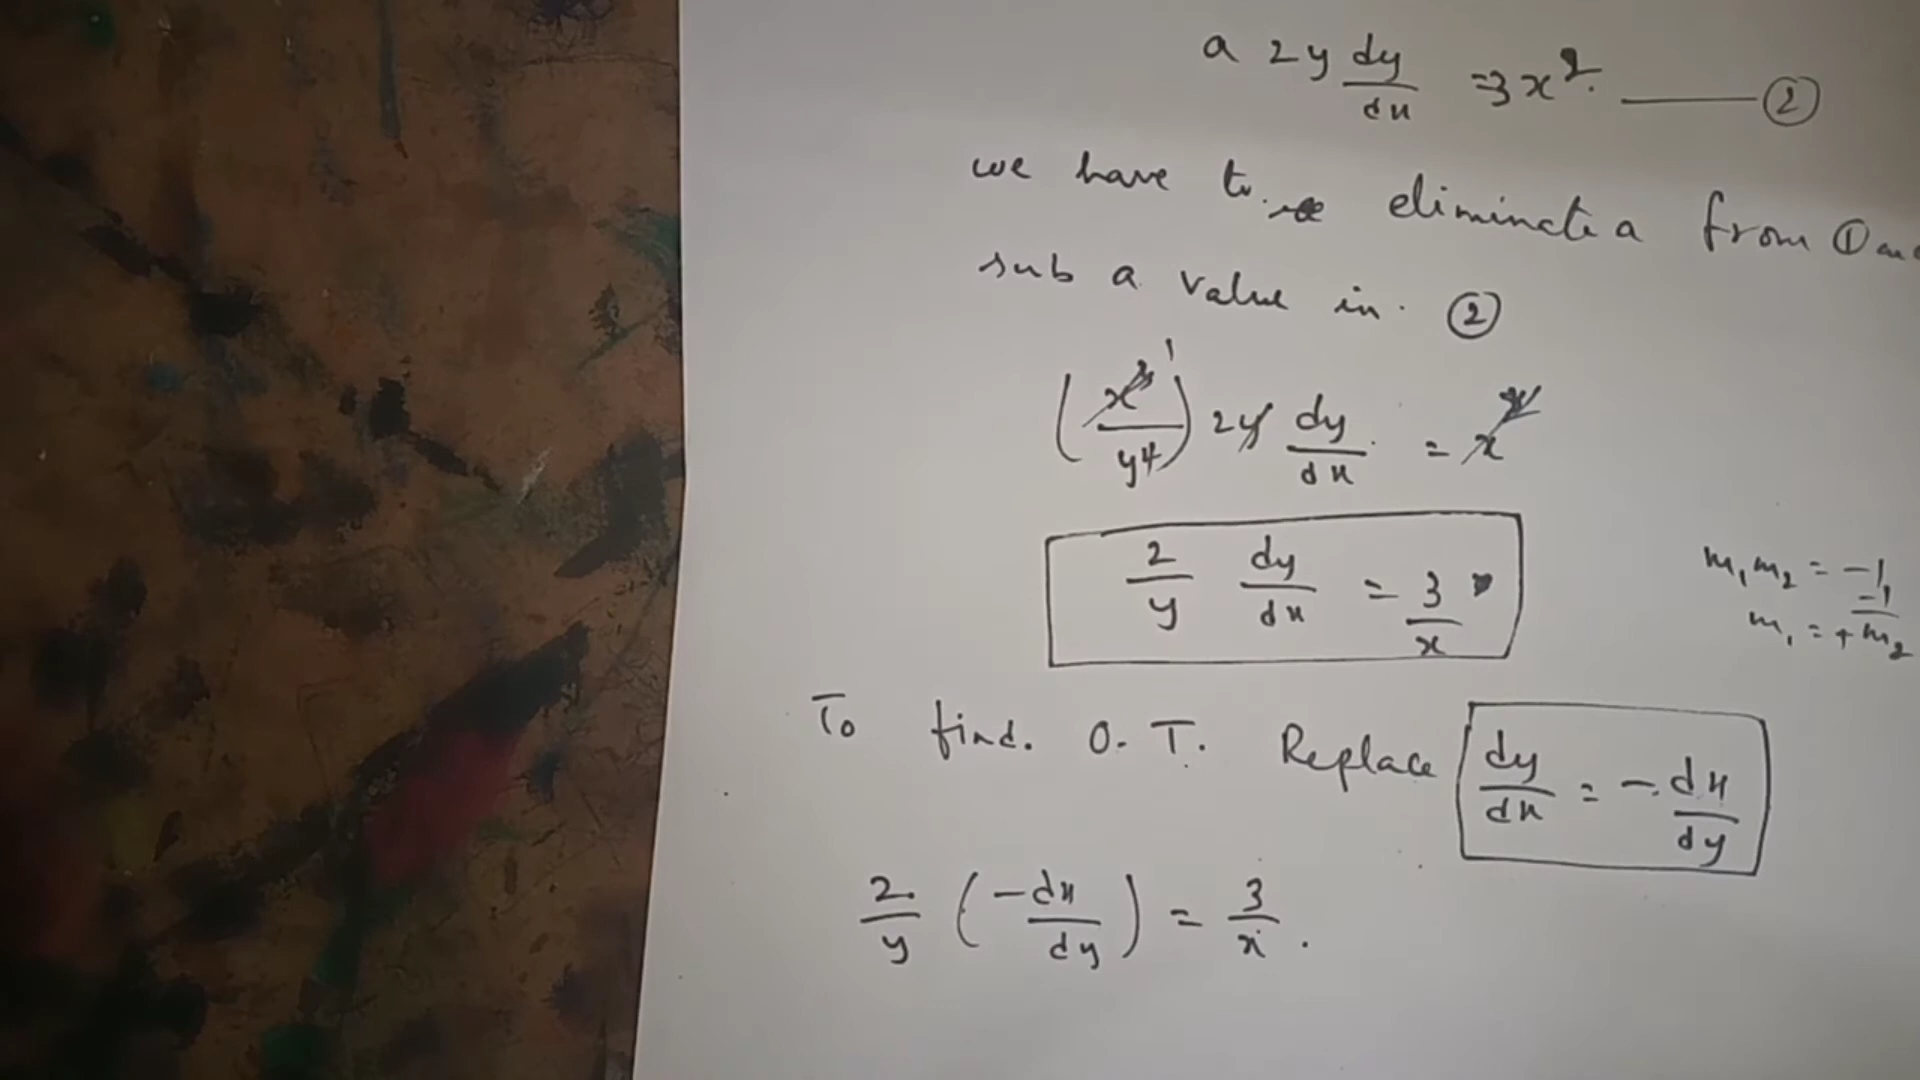 a 2y dy/dx = 3x². ——— ②
we have to eliminate a from ①
sub a value in. ②
(x³ 1/y⁴) 2y dy/dx = x²
2/y dy/dx = 3/x
m₁m₂ = -1
m₁ = + -1/m₂
To find. O. T. Replace dy/dx = - dx/dy
2/y (-dx/dy) = 3/x.